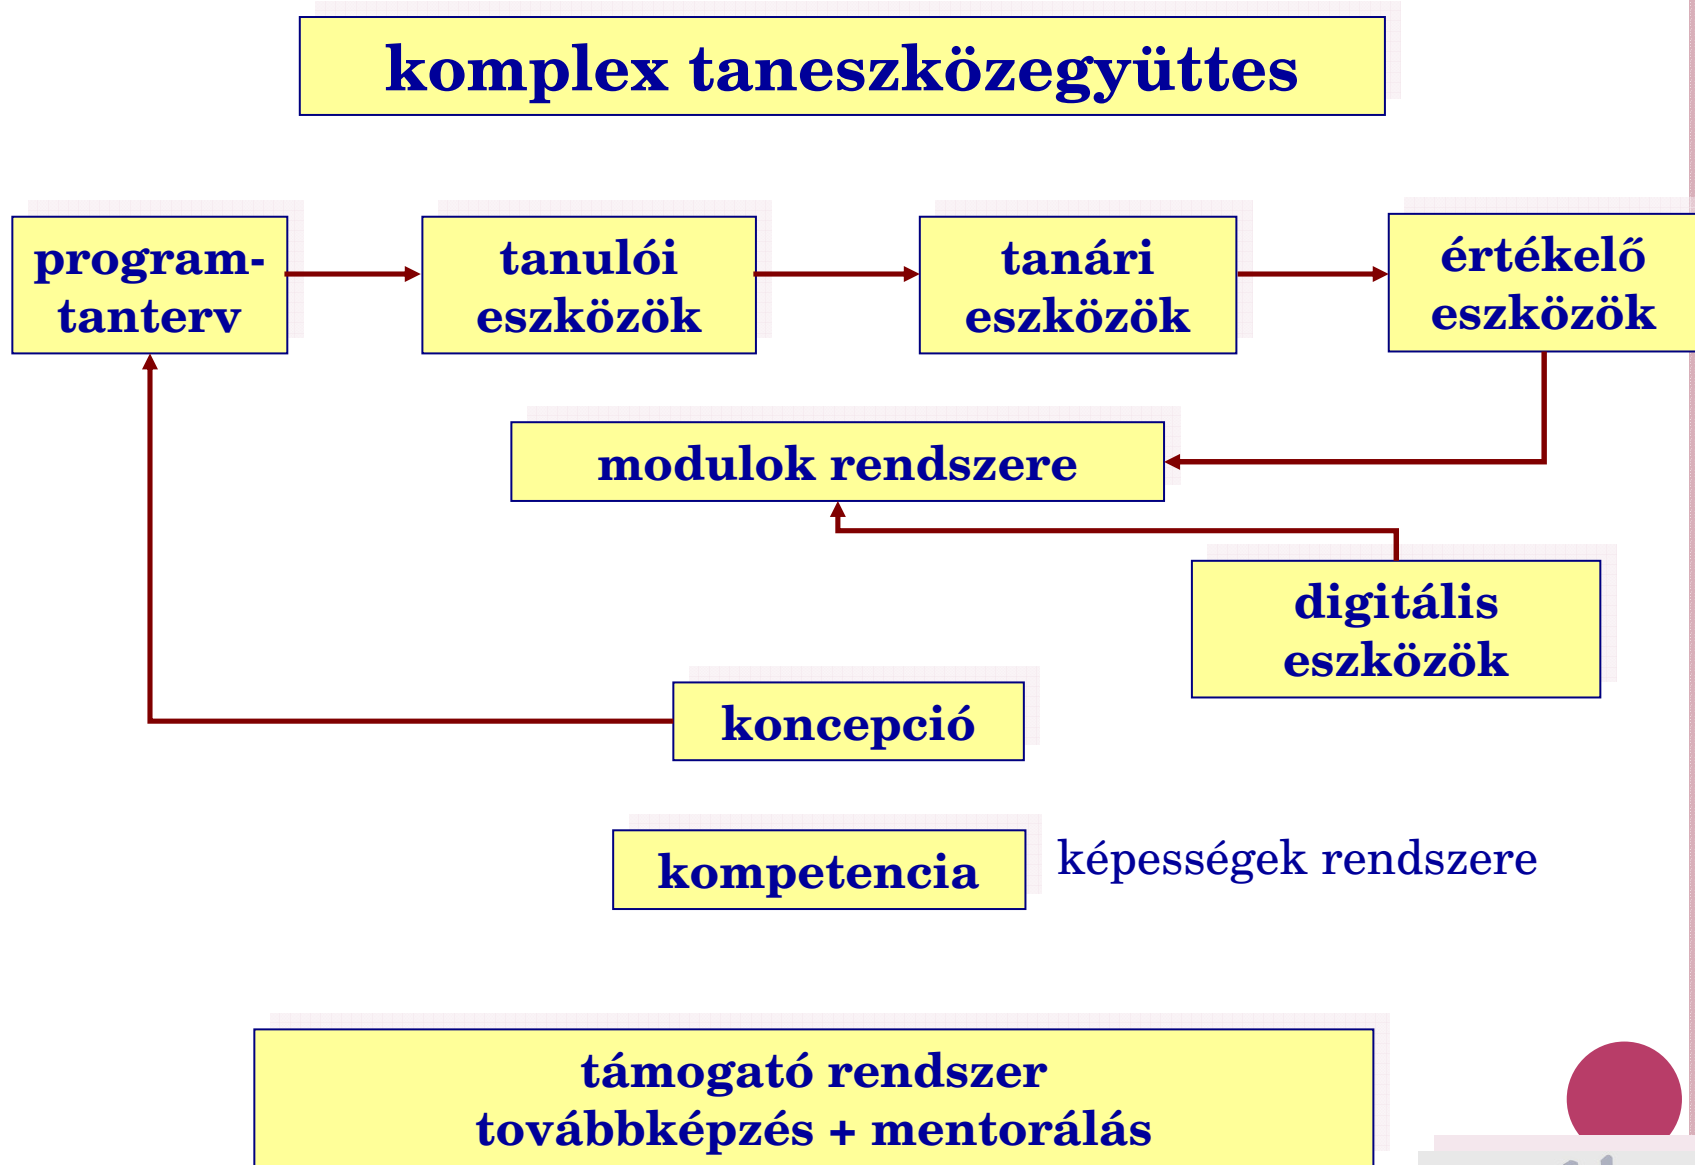 komplex taneszközegyüttes
program-
tanterv
tanulói
eszközök
tanári
eszközök
értékelő
eszközök
modulok rendszere
digitális
eszközök
koncepció
kompetencia
képességek rendszere
támogató rendszer
továbbképzés + mentorálás